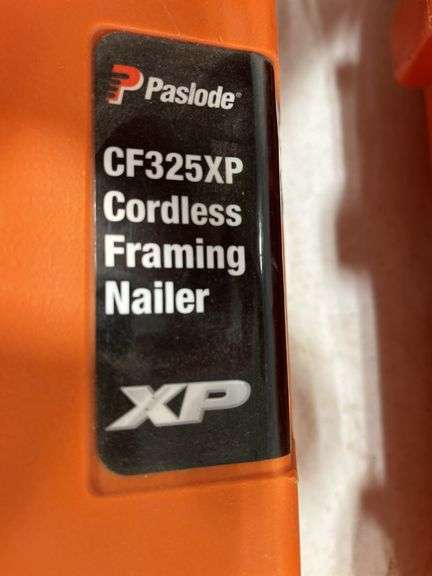 Paslode®
CF325XP
Cordless
Framing
Nailer
XP